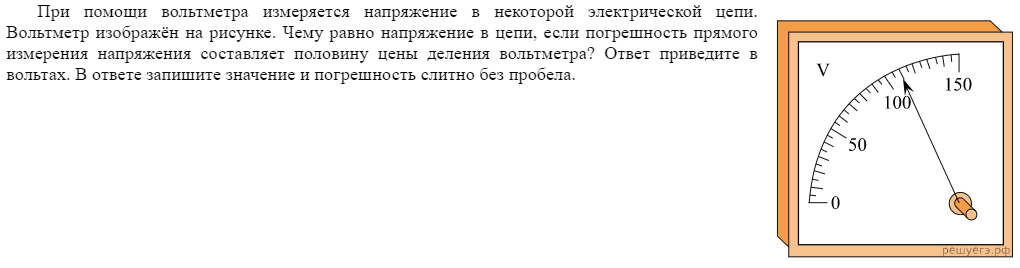 При помощи вольтметра измеряется напряжение в некоторой электрической цепи.
Вольтметр изображён на рисунке. Чему равно напряжение в цепи, если погрешность прямого
измерения напряжения составляет половину цены деления вольтметра? Ответ приведите в
вольтах. В ответе запишите значение и погрешность слитно без пробела.
V
150
100
50
0
решуегэ.рф